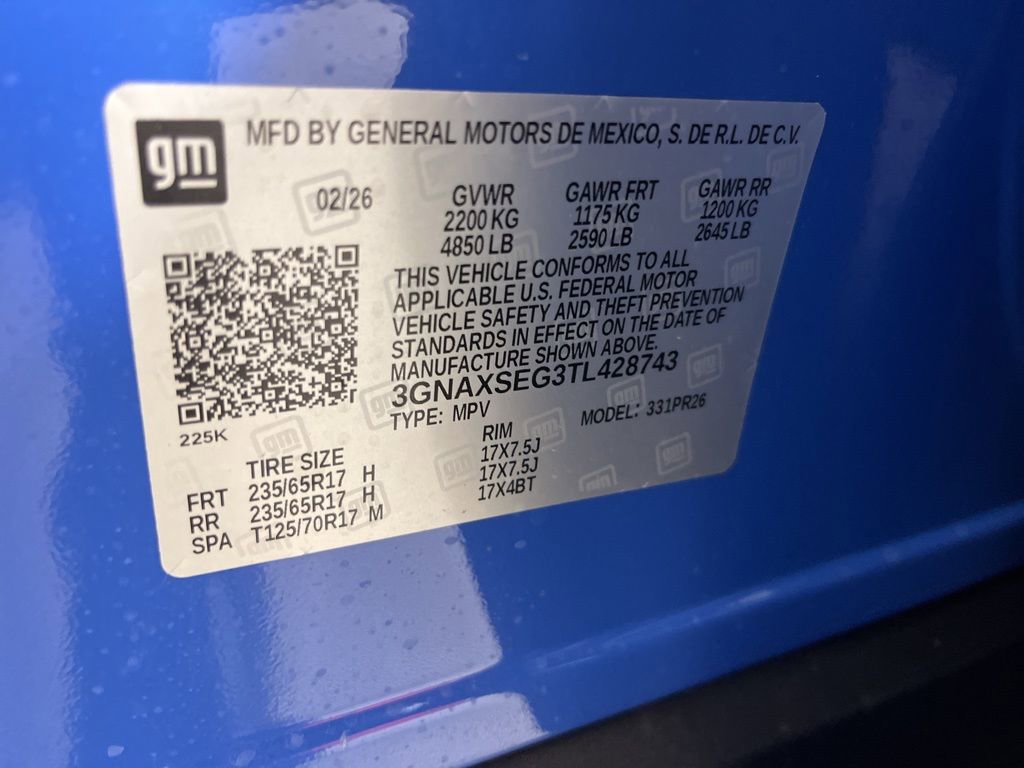 gm
MFD BY GENERAL MOTORS DE MEXICO, S. DE R.L. DE C.V.
02/26 GVWR GAWR FRT GAWR RR
2200 KG 1175 KG 1200 KG
4850 LB 2590 LB 2645 LB
THIS VEHICLE CONFORMS TO ALL
APPLICABLE U.S. FEDERAL MOTOR
VEHICLE SAFETY AND THEFT PREVENTION
STANDARDS IN EFFECT ON THE DATE OF
MANUFACTURE SHOWN ABOVE.
3GNAXSEG3TL428743
TYPE: MPV MODEL: 331PR26
225K
TIRE SIZE RIM
FRT 235/65R17 H 17X7.5J
RR 235/65R17 H 17X7.5J
SPA T125/70R17 M 17X4BT